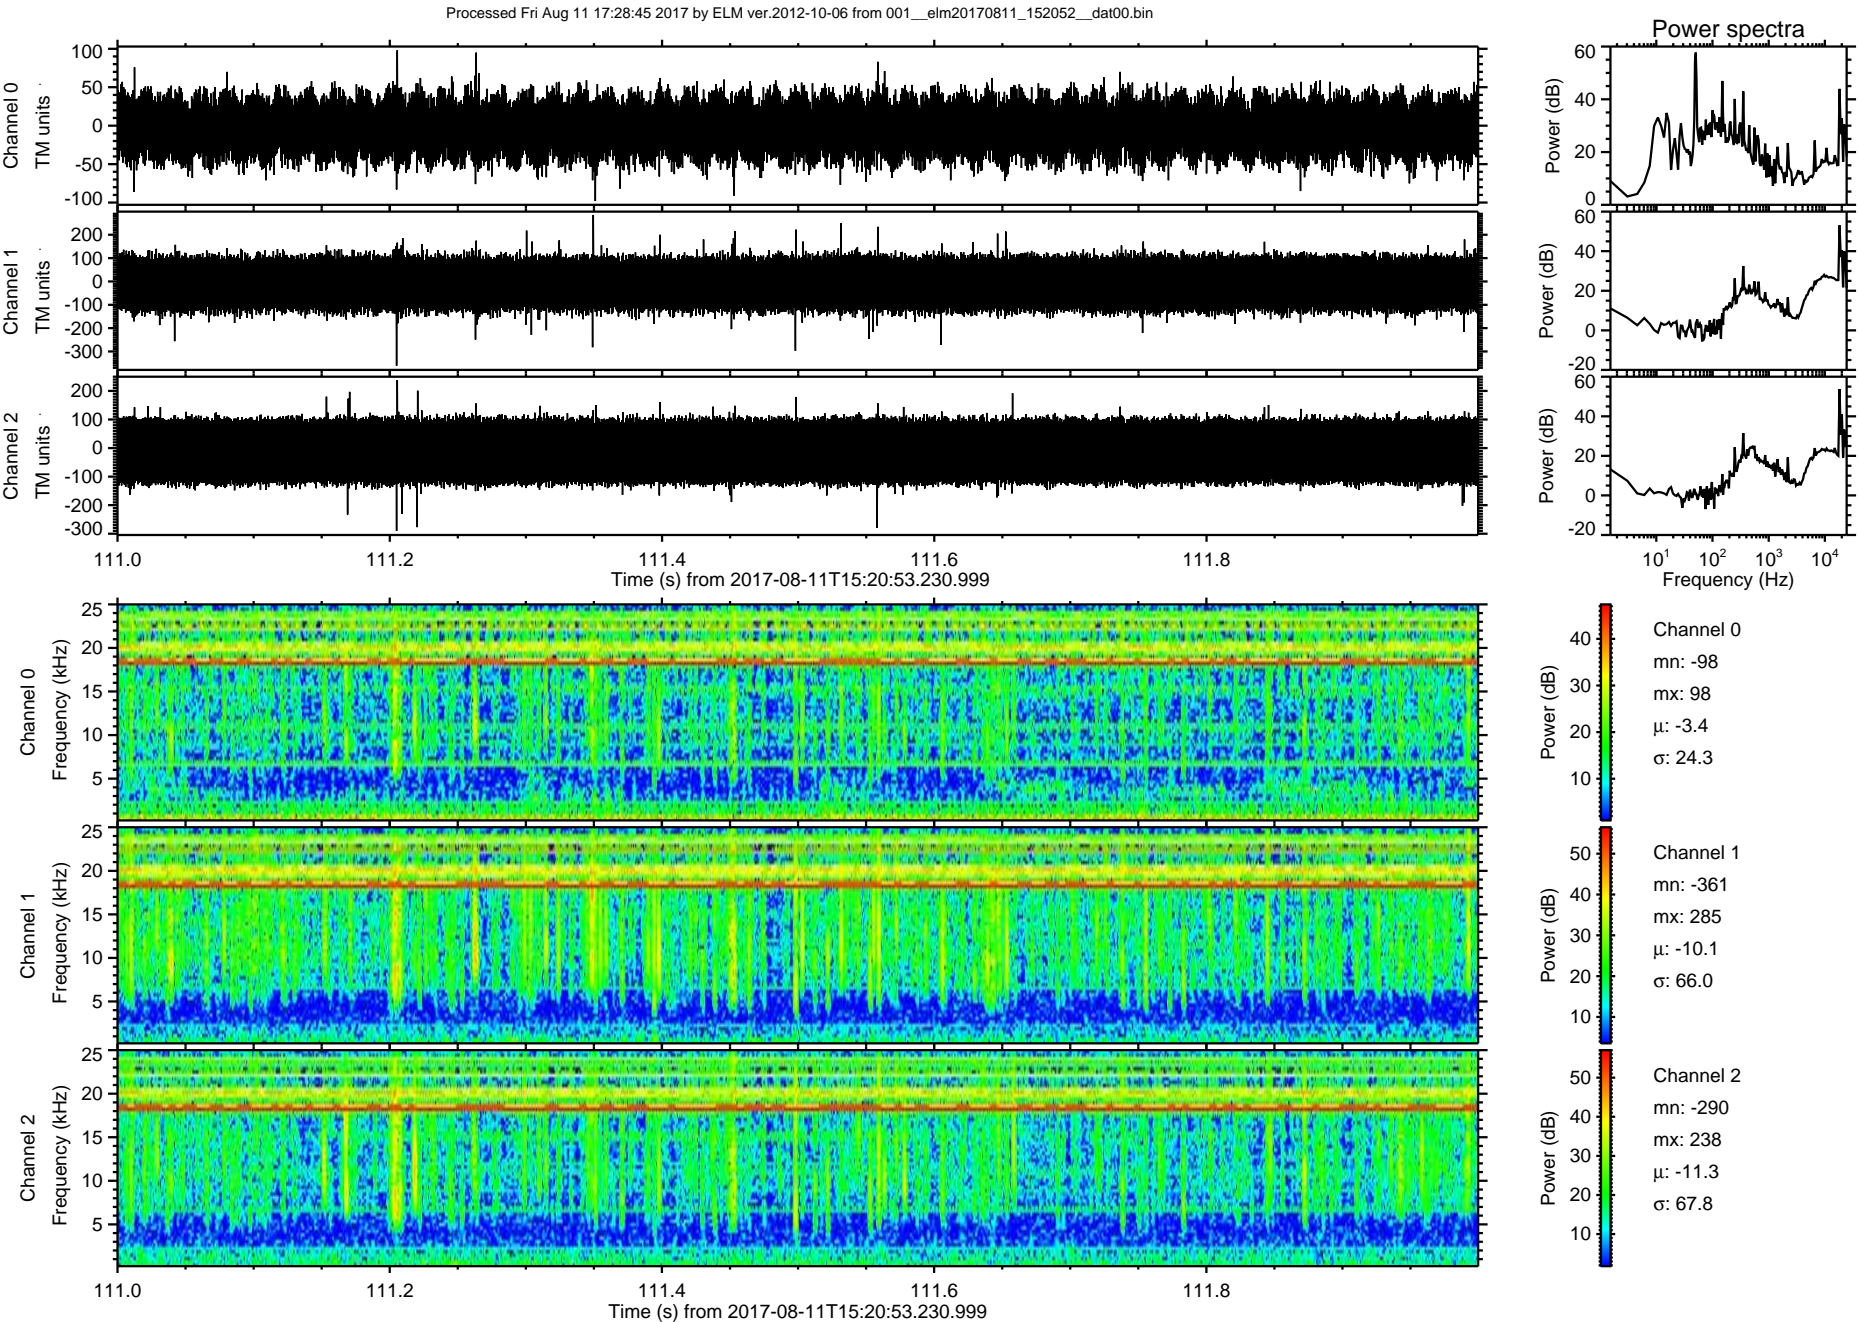 Processed Fri Aug 11 17:28:45 2017 by ELM ver.2012-10-06 from 001__elm20170811_152052__dat00.bin
Power spectra
Channel 0
TM units
100
50
0
-50
-100
Power (dB)
60
40
20
0
Channel 1
TM units
200
100
0
-100
-200
-300
Power (dB)
60
40
20
0
-20
Channel 2
TM units
200
100
0
-100
-200
-300
Power (dB)
60
40
20
0
-20
111.0 111.2 111.4 111.6 111.8
Time (s) from 2017-08-11T15:20:53.230.999
10¹ 10² 10³ 10⁴
Frequency (Hz)
Channel 0
Frequency (kHz)
25
20
15
10
5
Power (dB)
40
30
20
10
Channel 0
mn: -98
mx: 98
μ: -3.4
σ: 24.3
Channel 1
Frequency (kHz)
25
20
15
10
5
Power (dB)
50
40
30
20
10
Channel 1
mn: -361
mx: 285
μ: -10.1
σ: 66.0
Channel 2
Frequency (kHz)
25
20
15
10
5
Power (dB)
50
40
30
20
10
Channel 2
mn: -290
mx: 238
μ: -11.3
σ: 67.8
111.0 111.2 111.4 111.6 111.8
Time (s) from 2017-08-11T15:20:53.230.999